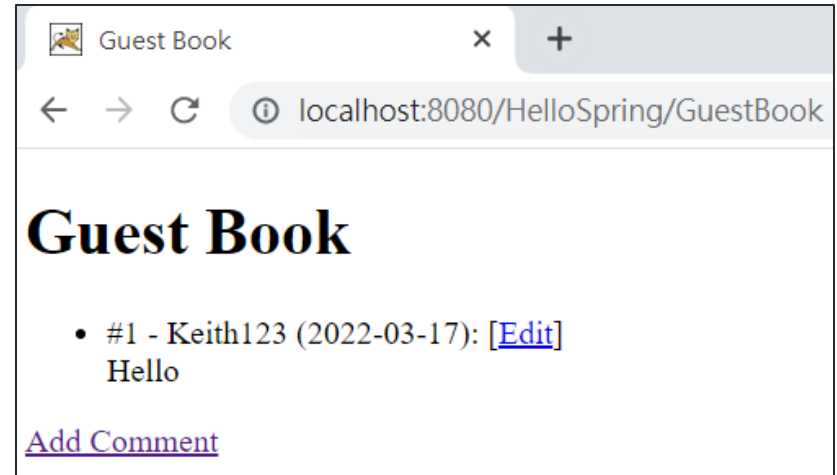 Guest Book
localhost:8080/HelloSpring/GuestBook
Guest Book
#1 - Keith123 (2022-03-17): [Edit]
Hello
Add Comment